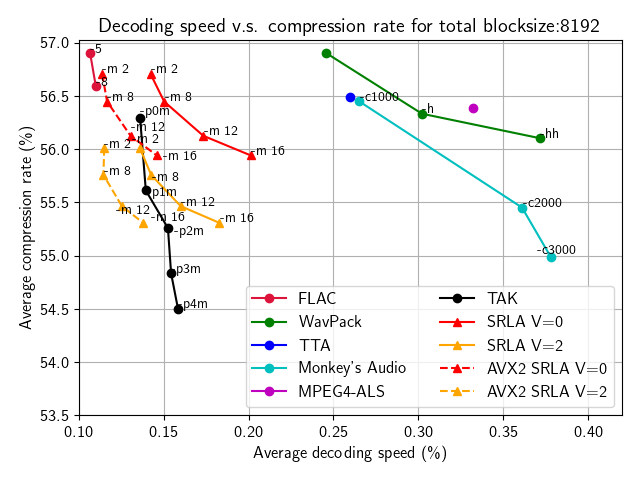 Decoding speed v.s. compression rate for total blocksize:8192
57.0
56.5
56.0
55.5
55.0
54.5
54.0
53.5
Average compression rate (%)
0.10
0.15
0.20
0.25
0.30
0.35
0.40
Average decoding speed (%)
-5
-8
-m 2
-m 8
-m 12
-m 16
-m 2
-m 8
-m 12
-m 16
-p0m
-p1m
-p2m
-p3m
-p4m
-m 2
-m 8
-m 12
-m 16
-m 2
-m 8
-m 12
-m 16
-h
-hh
-c1000
-c2000
-c3000
FLAC
WavPack
TTA
Monkey's Audio
MPEG4-ALS
TAK
SRLA V=0
SRLA V=2
AVX2 SRLA V=0
AVX2 SRLA V=2